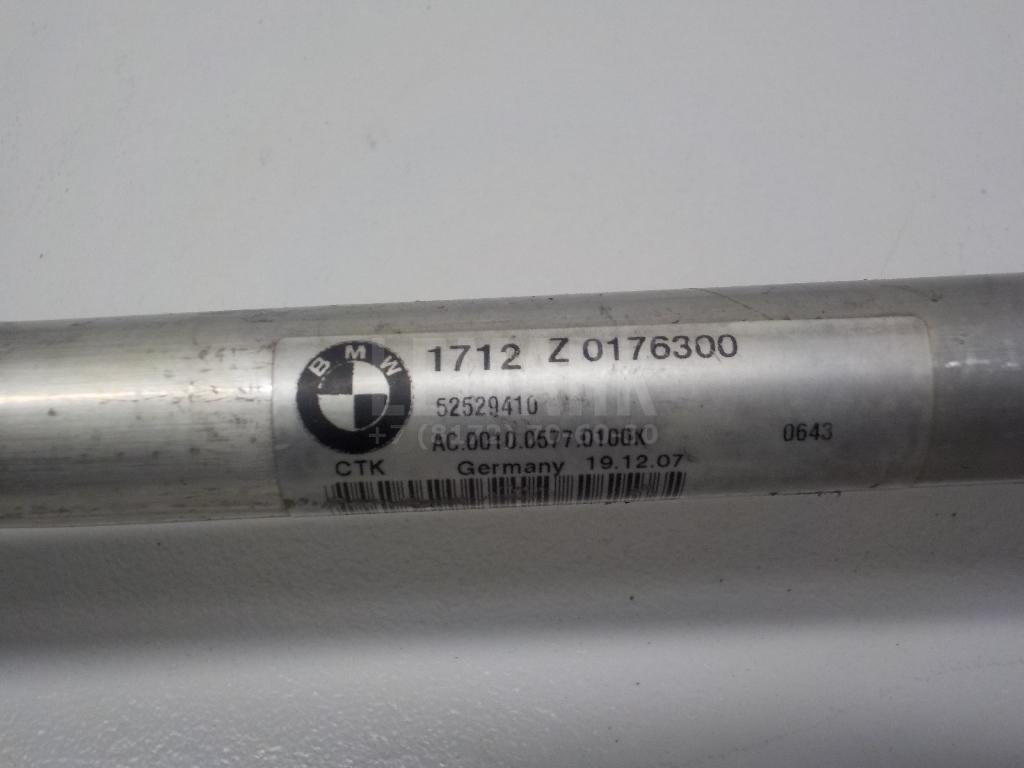 BMW
1712 Z 0176300
52529410
AC.0010.0577.0100X
0643
CTK Germany 19.12.07